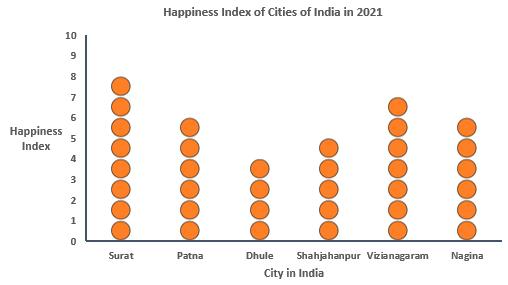 Happiness Index of Cities of India in 2021
10
9
8
7
6
5
4
3
2
1
0
Happiness
Index
Surat Patna Dhule Shahjahanpur Vizianagaram Nagina
City in India